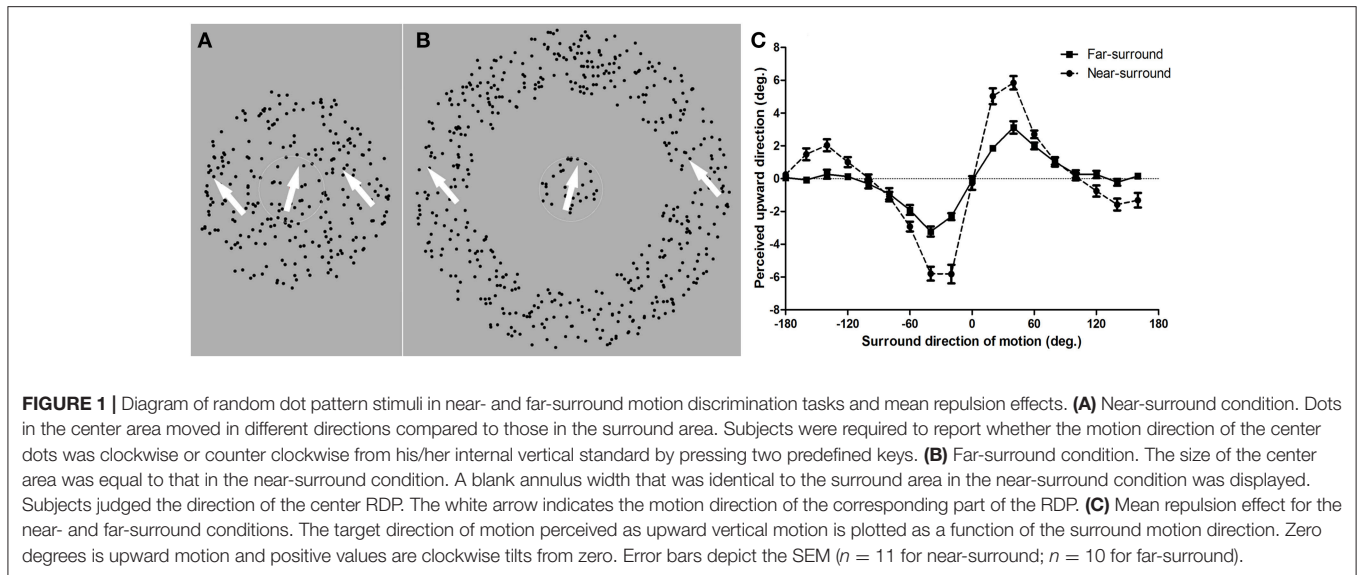 A
B
C
8
6
4
2
0
-2
-4
-6
-8
Perceived upward direction (deg.)
Far-surround
Near-surround
-180 -120 -60 0 60 120 180
Surround direction of motion (deg.)
FIGURE 1 | Diagram of random dot pattern stimuli in near- and far-surround motion discrimination tasks and mean repulsion effects. (A) Near-surround condition. Dots
in the center area moved in different directions compared to those in the surround area. Subjects were required to report whether the motion direction of the center
dots was clockwise or counter clockwise from his/her internal vertical standard by pressing two predefined keys. (B) Far-surround condition. The size of the center
area was equal to that in the near-surround condition. A blank annulus width that was identical to the surround area in the near-surround condition was displayed.
Subjects judged the direction of the center RDP. The white arrow indicates the motion direction of the corresponding part of the RDP. (C) Mean repulsion effect for the
near- and far-surround conditions. The target direction of motion perceived as upward vertical motion is plotted as a function of the surround motion direction. Zero
degrees is upward motion and positive values are clockwise tilts from zero. Error bars depict the SEM (n = 11 for near-surround; n = 10 for far-surround).